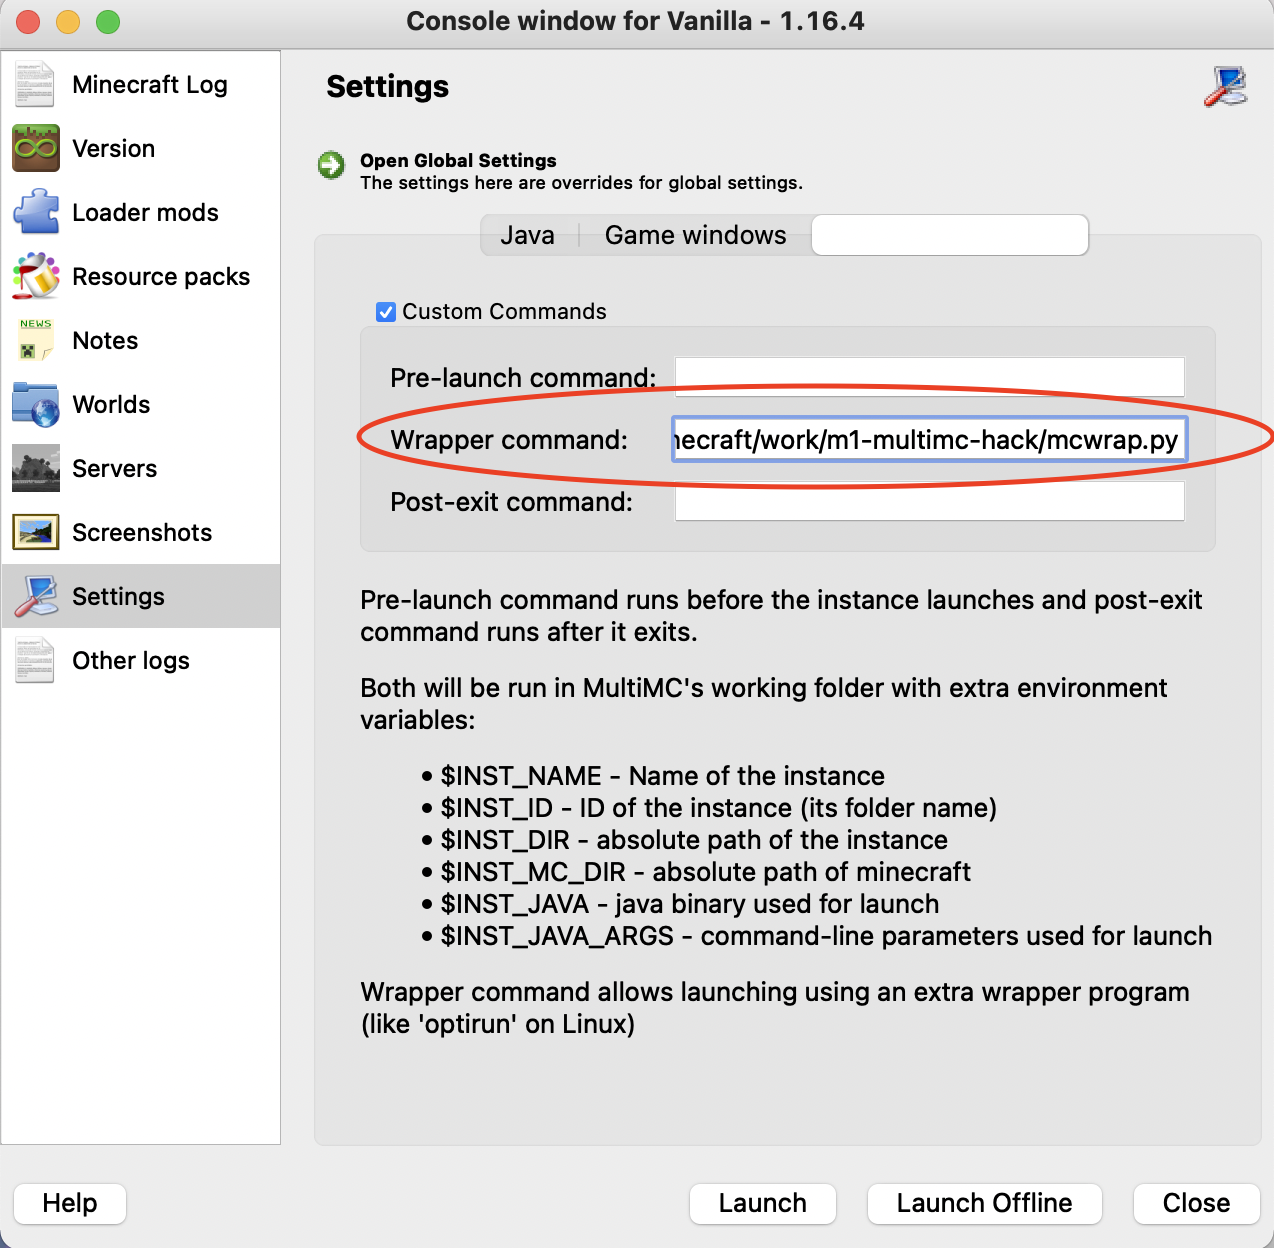 Console window for Vanilla - 1.16.4
Minecraft Log
Version
Loader mods
Resource packs
NEWS
Notes
Worlds
Servers
Screenshots
Settings
Other logs
Settings
Open Global Settings
The settings here are overrides for global settings.
Java
Game windows
Custom Commands
Pre-launch command:
Wrapper command: necraft/work/m1-multimc-hack/mcwrap.py
Post-exit command:
Pre-launch command runs before the instance launches and post-exit
command runs after it exits.
Both will be run in MultiMC's working folder with extra environment
variables:
• $INST_NAME - Name of the instance
• $INST_ID - ID of the instance (its folder name)
• $INST_DIR - absolute path of the instance
• $INST_MC_DIR - absolute path of minecraft
• $INST_JAVA - java binary used for launch
• $INST_JAVA_ARGS - command-line parameters used for launch
Wrapper command allows launching using an extra wrapper program
(like 'optirun' on Linux)
Help
Launch
Launch Offline
Close